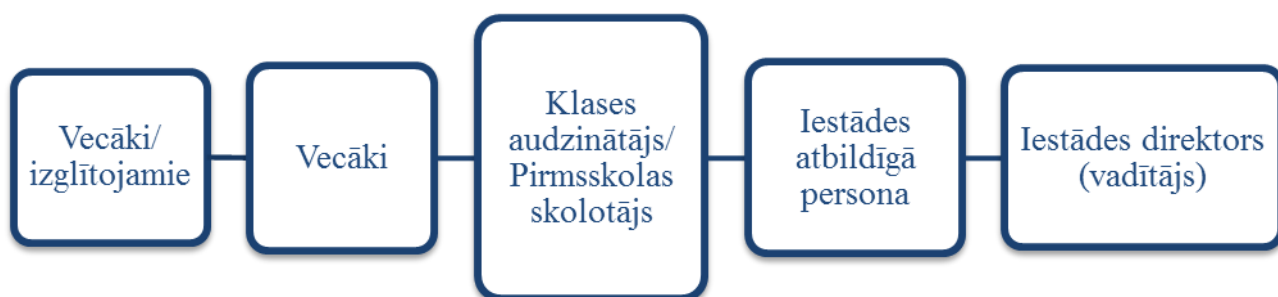 Vecāki/
izglītojamie
Vecāki
Klases
audzinātājs/
Pirmsskolas
skolotājs
Iestādes
atbildīgā
persona
Iestādes direktors
(vadītājs)